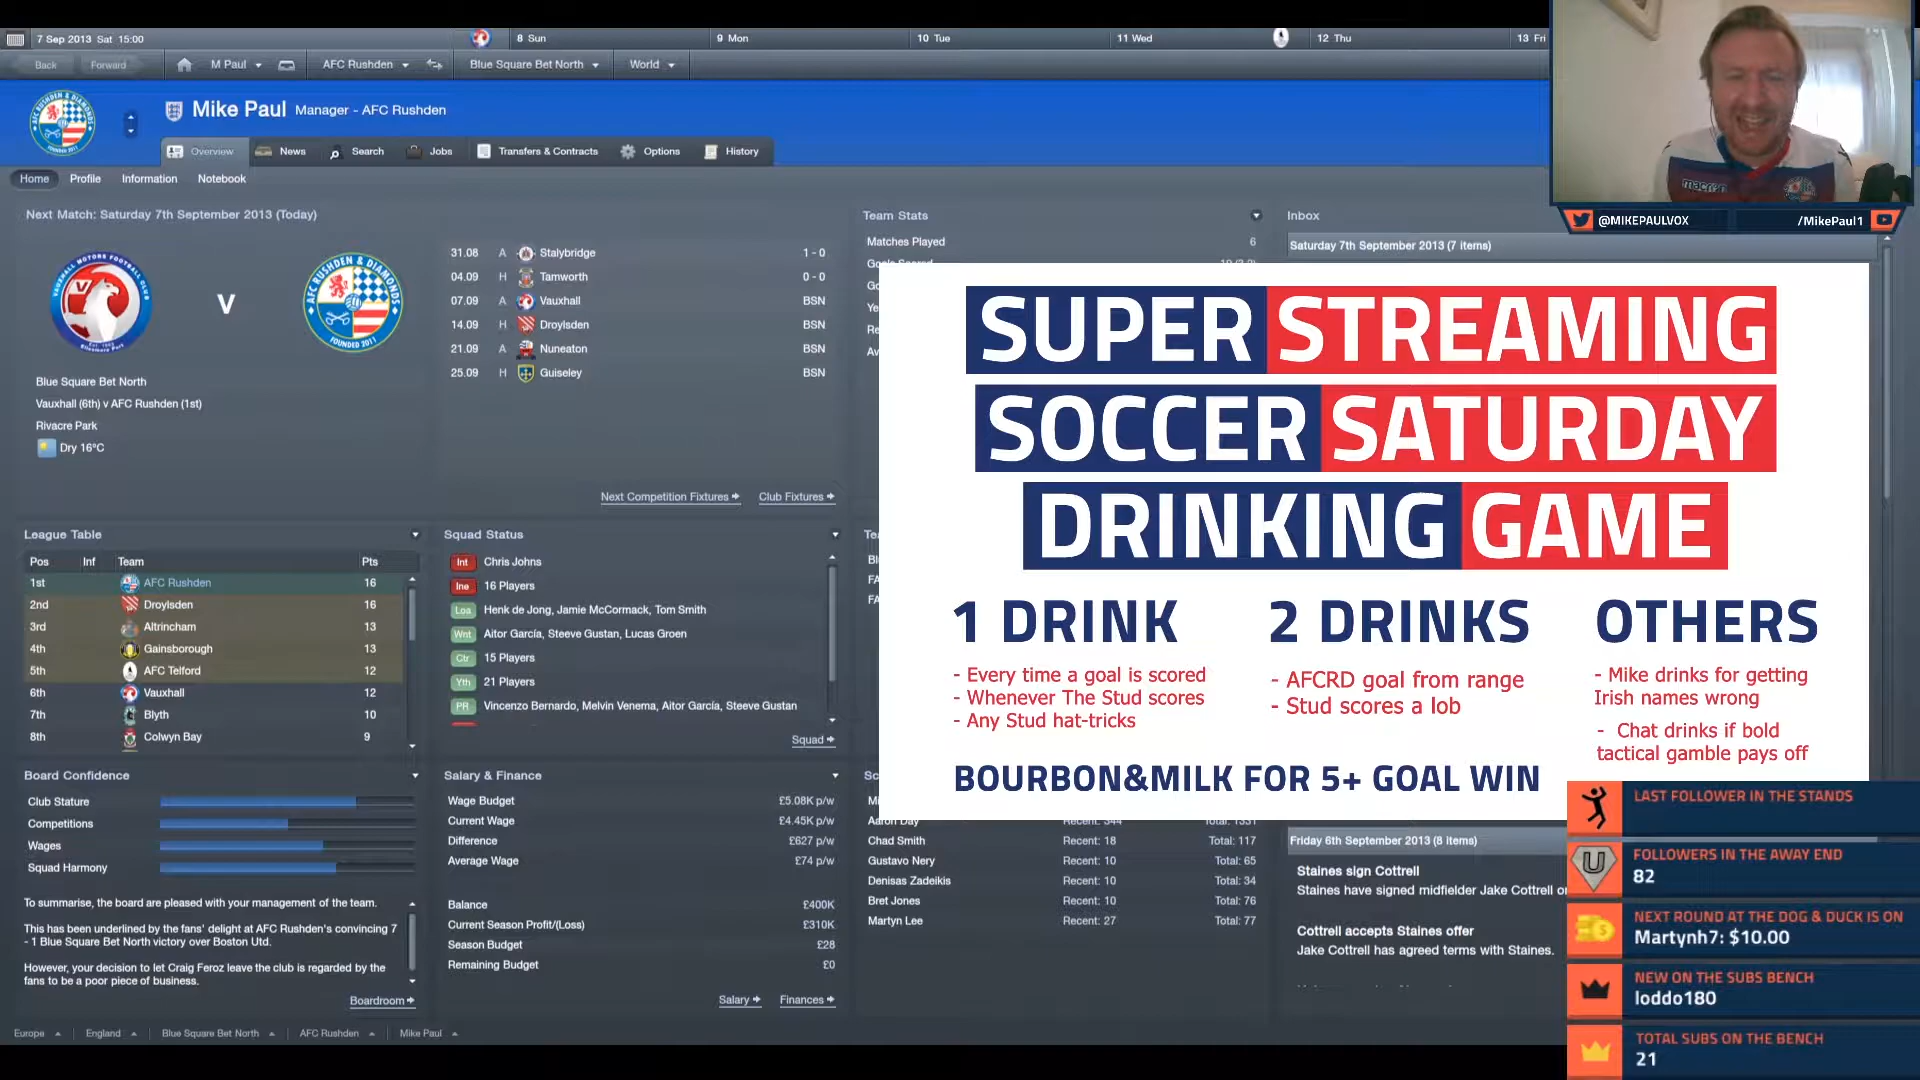 7 Sep 2013 Sat 15:00
8 Sun
9 Mon
10 Tue
11 Wed
12 Thu
13 Fri
Back
Forward
M Paul
AFC Rushden
Blue Square Bet North
World
Mike Paul Manager - AFC Rushden
Overview
News
Search
Jobs
Transfers & Contracts
Options
History
Home
Profile
Information
Notebook
macron
@MIKEPAULVOX
/MikePaul1
Next Match: Saturday 7th September 2013 (Today)
VAUXHALL MOTORS FOOTBALL CLUB
V
AFC RUSHDEN & DIAMONDS
FOUNDED 2011
Blue Square Bet North
Vauxhall (6th) v AFC Rushden (1st)
Rivacre Park
Dry 16°C
31.08 A Stalybridge 1 - 0
04.09 H Tamworth 0 - 0
07.09 A Vauxhall BSN
14.09 H Droylsden BSN
21.09 A Nuneaton BSN
25.09 H Guiseley BSN
Next Competition Fixtures
Club Fixtures
Team Stats
Matches Played 6
Inbox
Saturday 7th September 2013 (7 items)
SUPER STREAMING
SOCCER SATURDAY
DRINKING GAME
1 DRINK
- Every time a goal is scored
- Whenever The Stud scores
- Any Stud hat-tricks
2 DRINKS
- AFCRD goal from range
- Stud scores a lob
OTHERS
- Mike drinks for getting
Irish names wrong
- Chat drinks if bold
tactical gamble pays off
BOURBON&MILK FOR 5+ GOAL WIN
League Table
Pos Inf Team Pts
1st AFC Rushden 16
2nd Droylsden 16
3rd Altrincham 13
4th Gainsborough 13
5th AFC Telford 12
6th Vauxhall 12
7th Blyth 10
8th Colwyn Bay 9
Squad Status
Int Chris Johns
Ine 16 Players
Loa Henk de Jong, Jamie McCormack, Tom Smith
Wnt Aitor García, Steeve Gustan, Lucas Groen
Ctr 15 Players
Yth 21 Players
PR Vincenzo Bernardo, Melvin Venema, Aitor García, Steeve Gustan
Squad
Board Confidence
Club Stature
Competitions
Wages
Squad Harmony
To summarise, the board are pleased with your management of the team.
This has been underlined by the fans' delight at AFC Rushden's convincing 7
- 1 Blue Square Bet North victory over Boston Utd.
However, your decision to let Craig Feroz leave the club is regarded by the
fans to be a poor piece of business.
Boardroom
Salary & Finance
Wage Budget £5.08K p/w
Current Wage £4.45K p/w
Difference £627 p/w
Average Wage £74 p/w
Balance £400K
Current Season Profit/(Loss) £310K
Season Budget £28
Remaining Budget £0
Salary
Finances
Aaron Day Recent: 344 Total: 1331
Chad Smith Recent: 18 Total: 117
Gustavo Nery Recent: 10 Total: 65
Denisas Zadeikis Recent: 10 Total: 34
Bret Jones Recent: 10 Total: 76
Martyn Lee Recent: 27 Total: 77
Friday 6th September 2013 (8 items)
Staines sign Cottrell
Staines have signed midfielder Jake Cottrell
Cottrell accepts Staines offer
Jake Cottrell has agreed terms with Staines.
LAST FOLLOWER IN THE STANDS
FOLLOWERS IN THE AWAY END
82
NEXT ROUND AT THE DOG & DUCK IS ON
Martynh7: $10.00
NEW ON THE SUBS BENCH
loddo180
TOTAL SUBS ON THE BENCH
21
Europe
England
Blue Square Bet North
AFC Rushden
Mike Paul